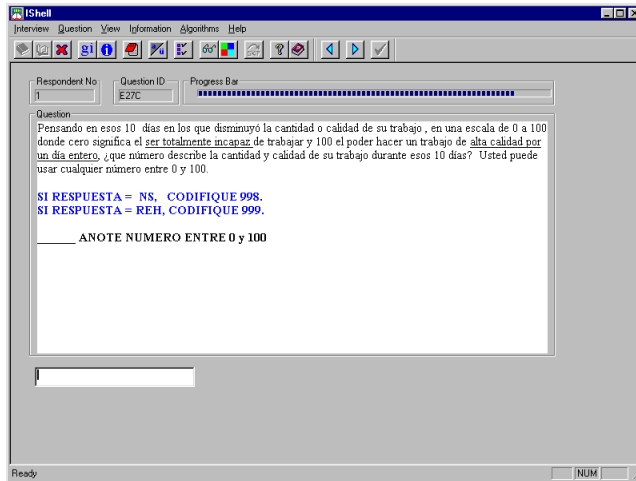 IShell
Interview Question View Information Algorithms Help
gi
Respondent No
Question ID
Progress Bar
1
E27C
Question
Pensando en esos 10 días en los que disminuyó la cantidad o calidad de su trabajo , en una escala de 0 a 100
donde cero significa el ser totalmente incapaz de trabajar y 100 el poder hacer un trabajo de alta calidad por
un día entero, ¿que número describe la cantidad y calidad de su trabajo durante esos 10 días? Usted puede
usar cualquier número entre 0 y 100.
SI RESPUESTA = NS, CODIFIQUE 998.
SI RESPUESTA = REH, CODIFIQUE 999.
______ ANOTE NUMERO ENTRE 0 y 100
Ready
NUM